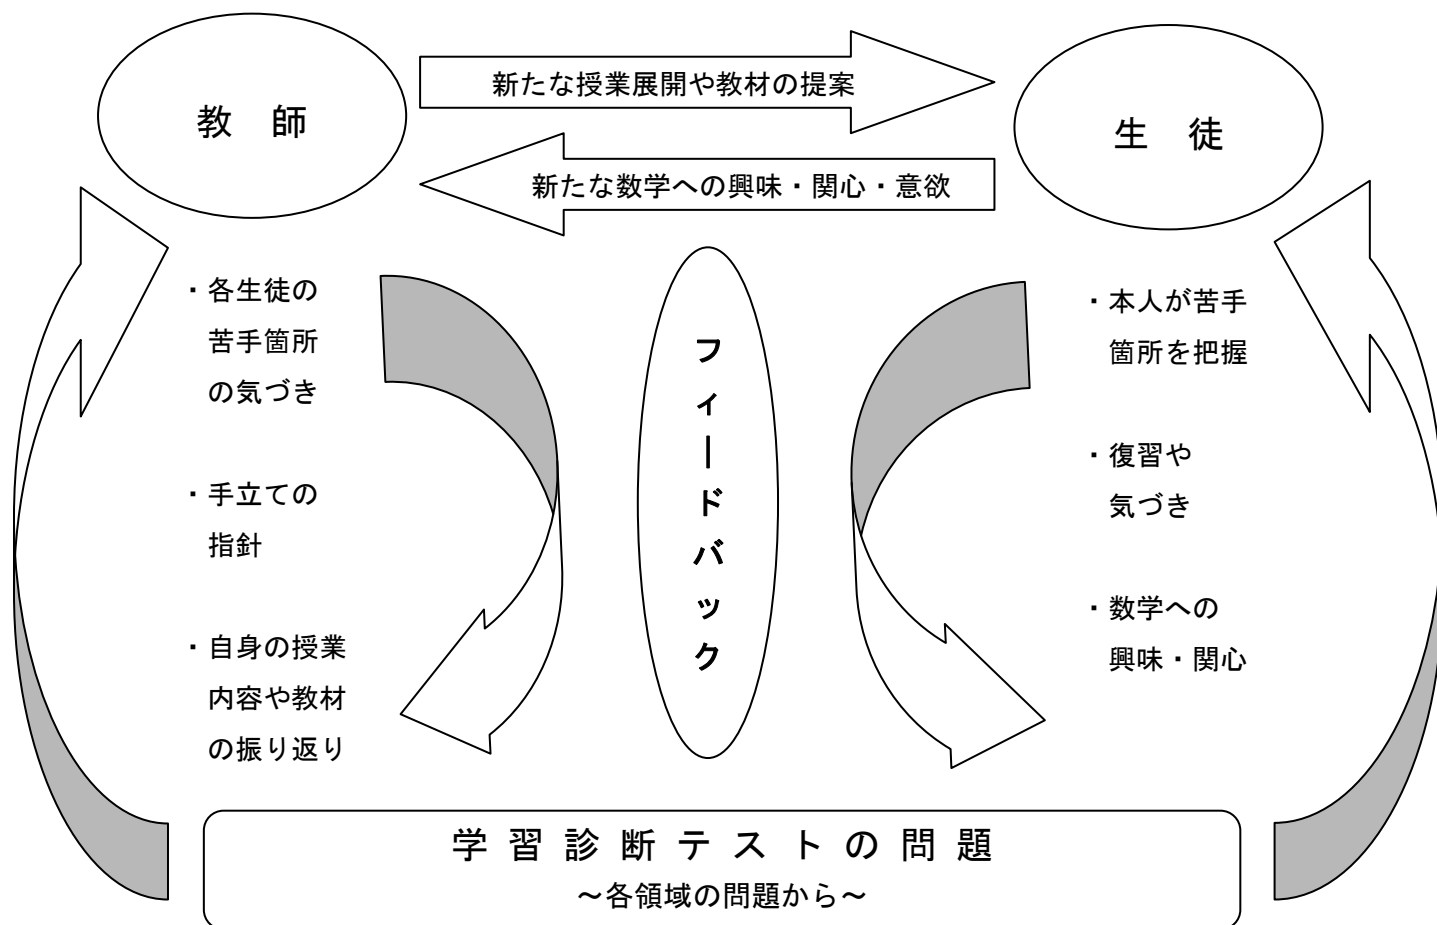 教　師
新たな授業展開や教材の提案
生　徒
新たな数学への興味・関心・意欲
・各生徒の
苦手箇所
の気づき
・手立ての
指針
・自身の授業
内容や教材
の振り返り
フィードバック
・本人が苦手
箇所を把握
・復習や
気づき
・数学への
興味・関心
学習診断テストの問題
～各領域の問題から～